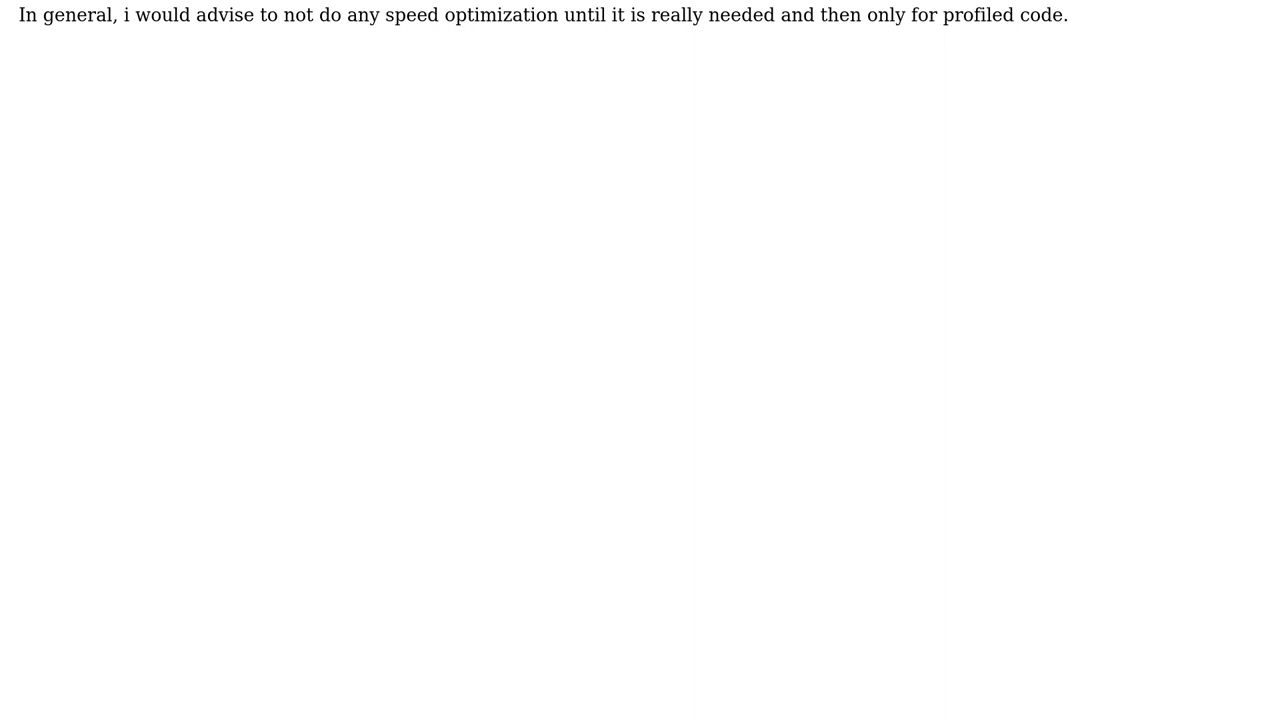 In general, i would advise to not do any speed optimization until it is really needed and then only for profiled code.